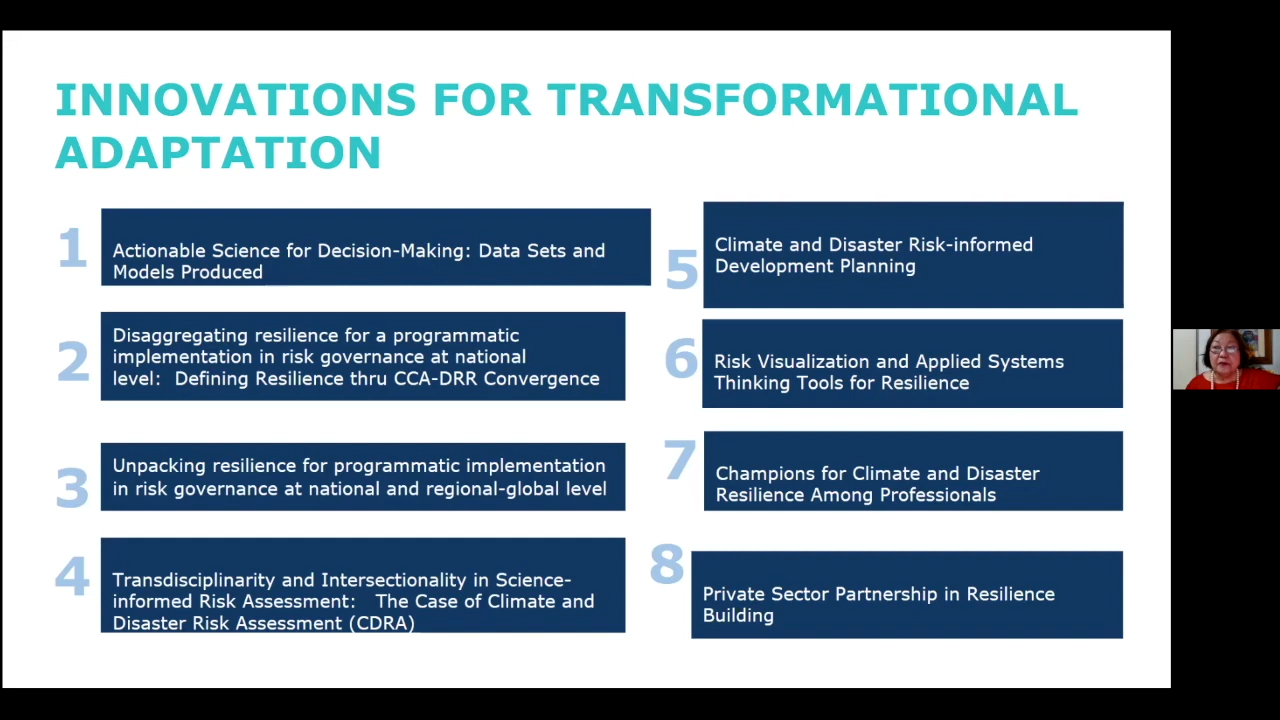 INNOVATIONS FOR TRANSFORMATIONAL
ADAPTATION
1
Actionable Science for Decision-Making: Data Sets and
Models Produced
2
Disaggregating resilience for a programmatic
implementation in risk governance at national
level: Defining Resilience thru CCA-DRR Convergence
3
Unpacking resilience for programmatic implementation
in risk governance at national and regional-global level
4
Transdisciplinarity and Intersectionality in Science-
informed Risk Assessment: The Case of Climate and
Disaster Risk Assessment (CDRA)
5
Climate and Disaster Risk-informed
Development Planning
6
Risk Visualization and Applied Systems
Thinking Tools for Resilience
7
Champions for Climate and Disaster
Resilience Among Professionals
8
Private Sector Partnership in Resilience
Building